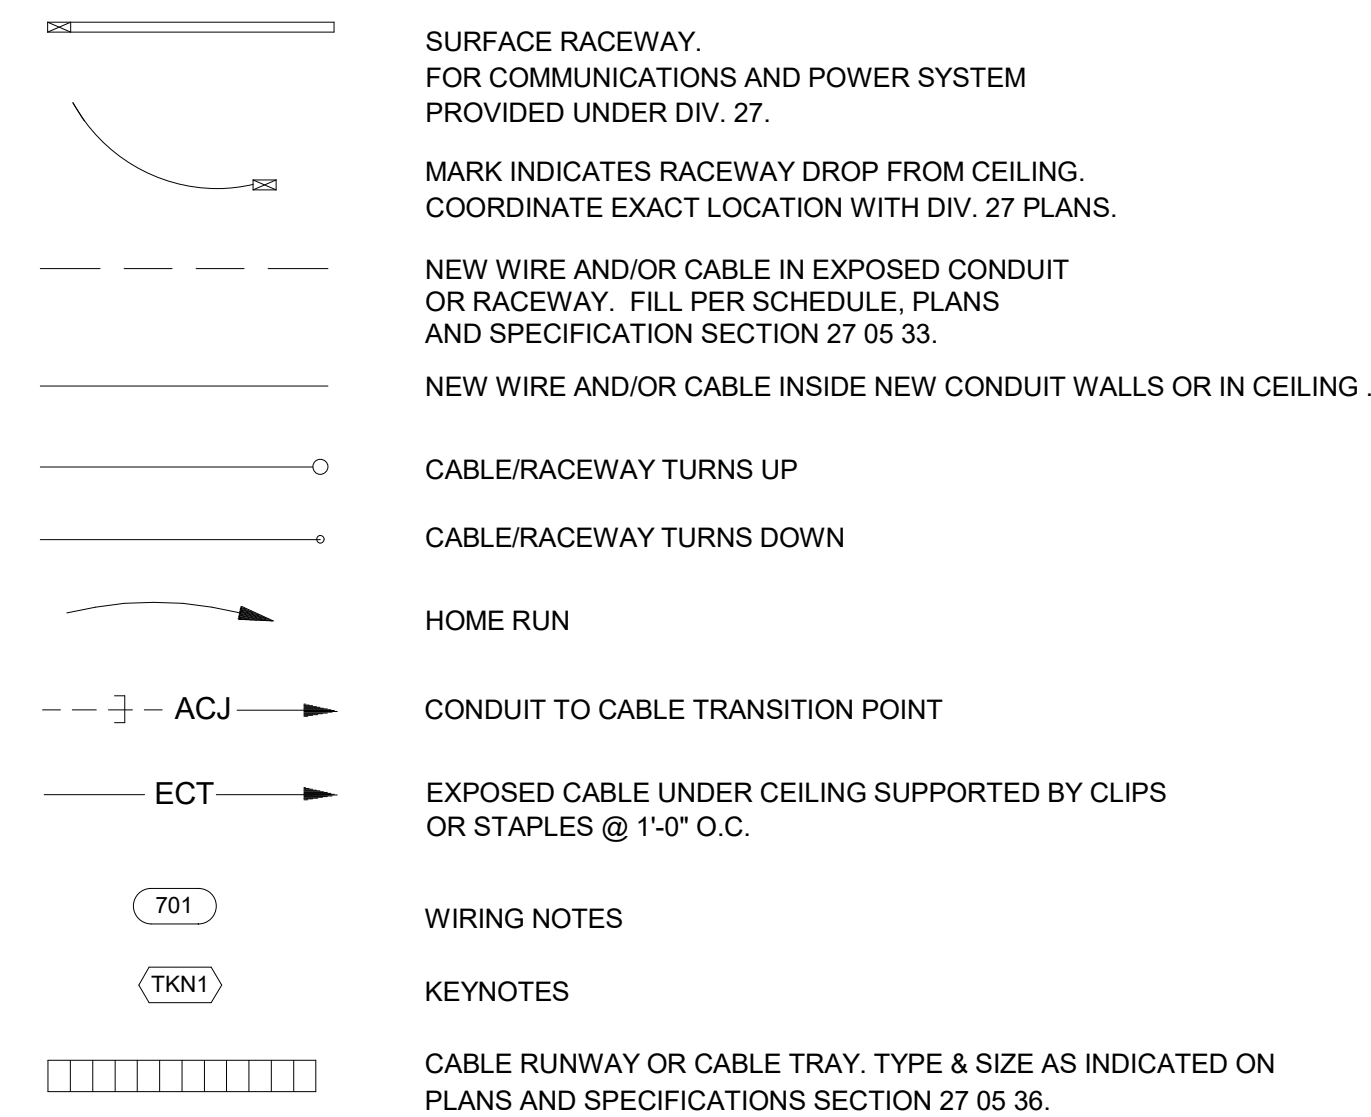 SURFACE RACEWAY.
FOR COMMUNICATIONS AND POWER SYSTEM
PROVIDED UNDER DIV. 27.
MARK INDICATES RACEWAY DROP FROM CEILING.
COORDINATE EXACT LOCATION WITH DIV. 27 PLANS.
NEW WIRE AND/OR CABLE IN EXPOSED CONDUIT
OR RACEWAY.  FILL PER SCHEDULE, PLANS
AND SPECIFICATION SECTION 27 05 33.
NEW WIRE AND/OR CABLE INSIDE NEW CONDUIT WALLS OR IN CEILING .
CABLE/RACEWAY TURNS UP
CABLE/RACEWAY TURNS DOWN
HOME RUN
ACJ CONDUIT TO CABLE TRANSITION POINT
ECT EXPOSED CABLE UNDER CEILING SUPPORTED BY CLIPS
OR STAPLES @ 1'-0" O.C.
701 WIRING NOTES
TKN1 KEYNOTES
CABLE RUNWAY OR CABLE TRAY. TYPE & SIZE AS INDICATED ON
PLANS AND SPECIFICATIONS SECTION 27 05 36.